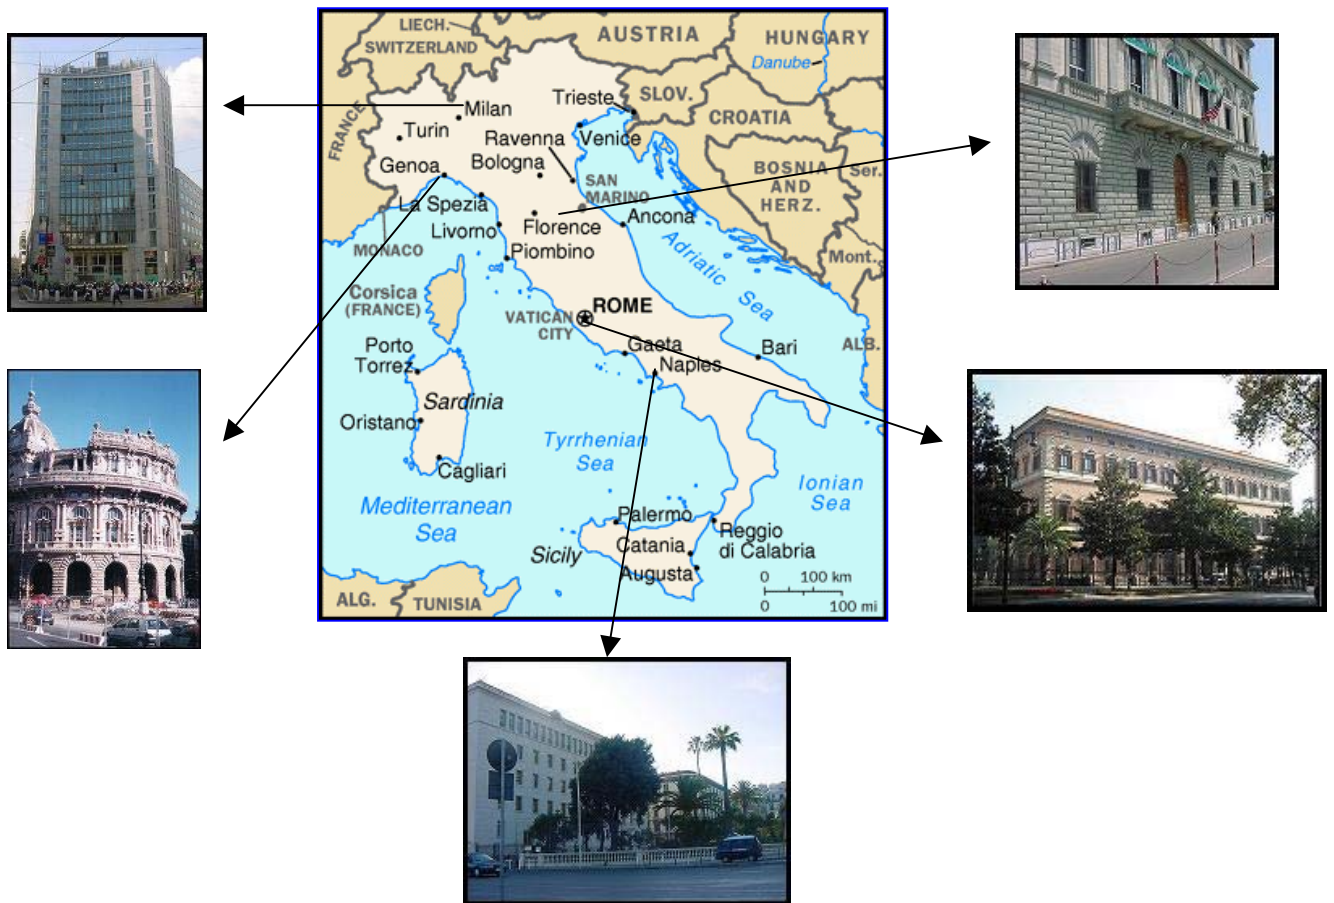 LIECH.
SWITZERLAND
AUSTRIA
HUNGARY
Danube
FRANCE
Milan
Trieste
SLOV.
CROATIA
Turin
Ravenna
Venice
Genoa
Bologna
SAN
MARINO
BOSNIA
AND
HERZ.
Ser.
La Spezia
Florence
Ancona
Livorno
MONACO
Piombino
Adriatic Sea
Mont.
Corsica
(FRANCE)
VATICAN
CITY
ROME
Gaeta
Bari
ALB.
Porto
Torrez
Naples
Sardinia
Oristano
Tyrrhenian
Sea
Cagliari
Ionian
Sea
Mediterranean
Sea
Palermo
Reggio
di Calabria
Sicily
Catania
Augusta
0 100 km
0 100 mi
ALG.
TUNISIA